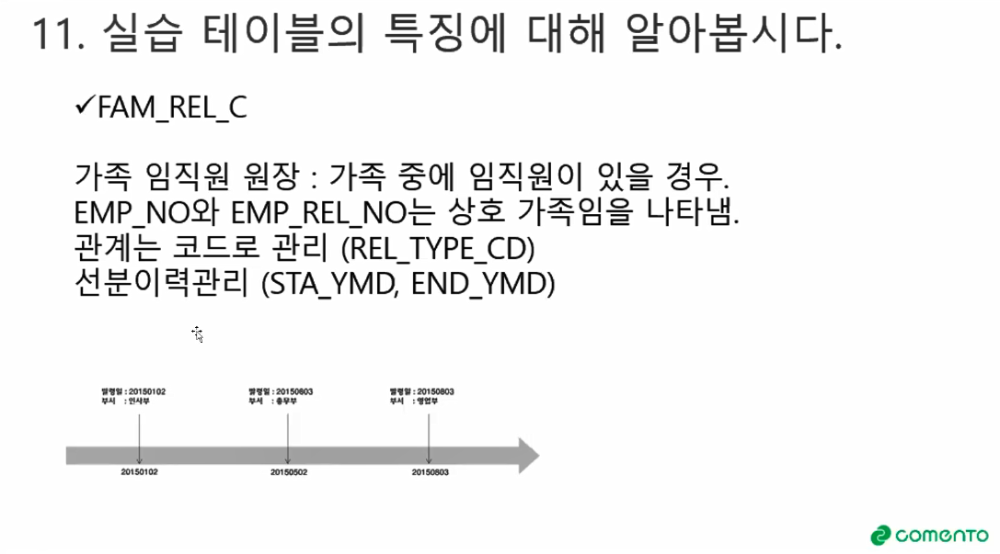 11. 실습 테이블의 특징에 대해 알아봅시다.
✓FAM_REL_C
가족 임직원 원장 : 가족 중에 임직원이 있을 경우.
EMP_NO와 EMP_REL_NO는 상호 가족임을 나타냄.
관계는 코드로 관리 (REL_TYPE_CD)
선분이력관리 (STA_YMD, END_YMD)
발령일 : 20150102
부서 : 인사부
발령일 : 20150803
부서 : 총무부
발령일 : 20150803
부서 : 영업부
20150102
20150502
20150803
comento